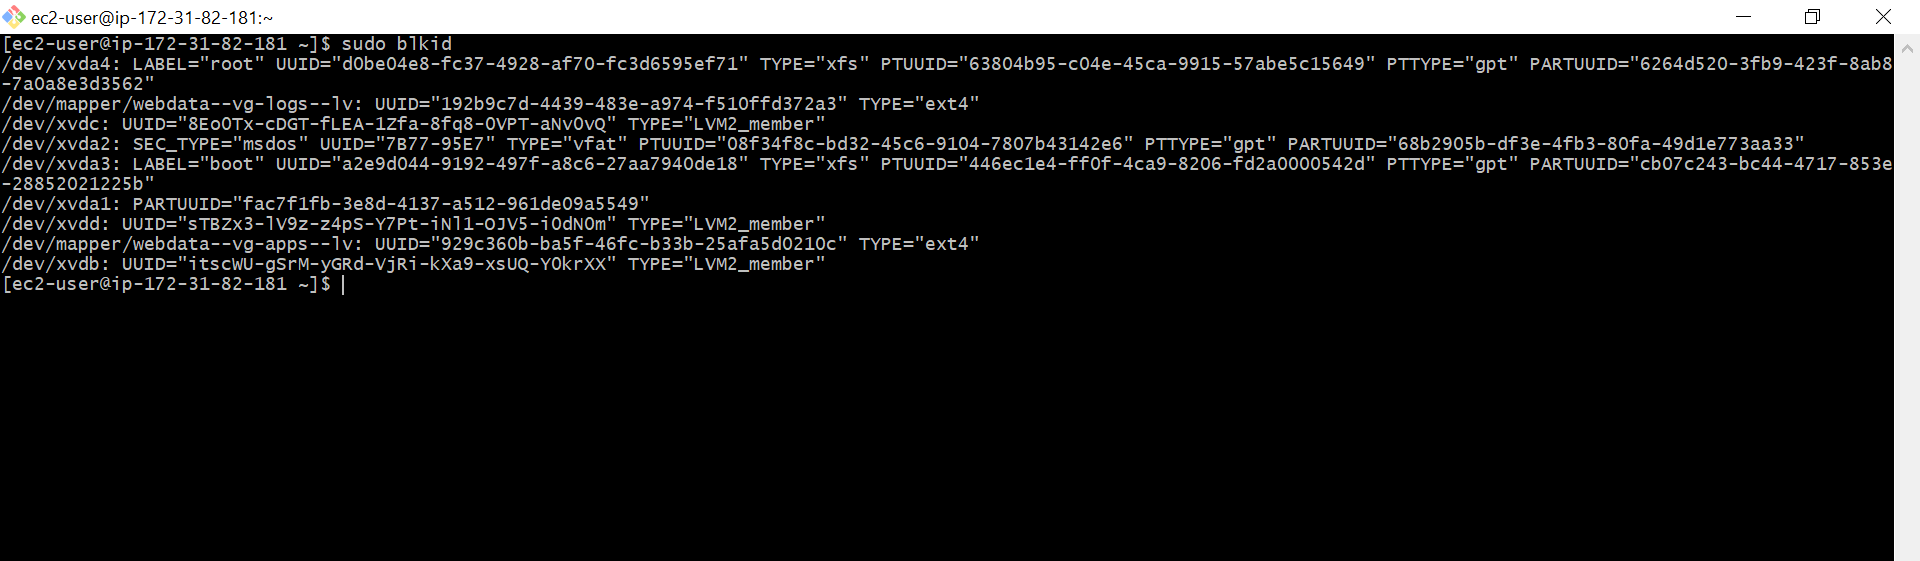 ec2-user@ip-172-31-82-181:~
[ec2-user@ip-172-31-82-181 ~]$ sudo blkid
/dev/xvda4: LABEL="root" UUID="d0be04e8-fc37-4928-af70-fc3d6595ef71" TYPE="xfs" PTUUID="63804b95-c04e-45ca-9915-57abe5c15649" PTTYPE="gpt" PARTUUID="6264d520-3fb9-423f-8ab8
-7a0a8e3d3562"
/dev/mapper/webdata--vg-logs--lv: UUID="192b9c7d-4439-483e-a974-f510ffd372a3" TYPE="ext4"
/dev/xvdc: UUID="8Eo0Tx-cDGT-fLEA-1Zfa-8fq8-0VPT-aNv0vQ" TYPE="LVM2_member"
/dev/xvda2: SEC_TYPE="msdos" UUID="7B77-95E7" TYPE="vfat" PTUUID="08f34f8c-bd32-45c6-9104-7807b43142e6" PTTYPE="gpt" PARTUUID="68b2905b-df3e-4fb3-80fa-49d1e773aa33"
/dev/xvda3: LABEL="boot" UUID="a2e9d044-9192-497f-a8c6-27aa7940de18" TYPE="xfs" PTUUID="446ec1e4-ff0f-4ca9-8206-fd2a0000542d" PTTYPE="gpt" PARTUUID="cb07c243-bc44-4717-853e
-28852021225b"
/dev/xvda1: PARTUUID="fac7f1fb-3e8d-4137-a512-961de09a5549"
/dev/xvdd: UUID="sTBZx3-lV9z-z4pS-Y7Pt-iNl1-OJV5-i0dN0m" TYPE="LVM2_member"
/dev/mapper/webdata--vg-apps--lv: UUID="929c360b-ba5f-46fc-b33b-25afa5d0210c" TYPE="ext4"
/dev/xvdb: UUID="itscWU-gSrM-yGRd-VjRi-kXa9-xsUQ-Y0krXX" TYPE="LVM2_member"
[ec2-user@ip-172-31-82-181 ~]$